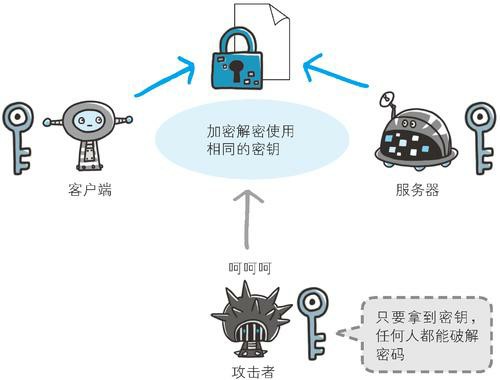 加密解密使用
相同的密钥
客户端
服务器
呵呵呵
攻击者
只要拿到密钥，
任何人都能破解
密码